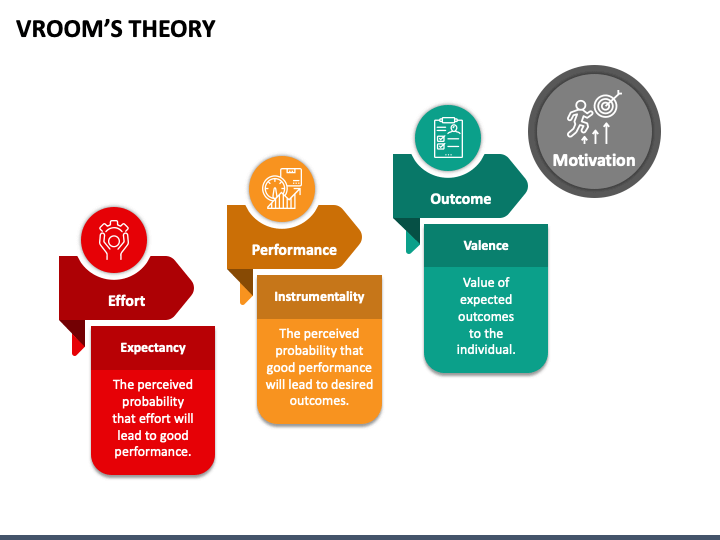 VROOM’S THEORY
Effort
Expectancy
The perceived
probability
that effort will
lead to good
performance.
Performance
Instrumentality
The perceived
probability that
good performance
will lead to desired
outcomes.
Outcome
Valence
Value of
expected
outcomes
to the
individual.
Motivation